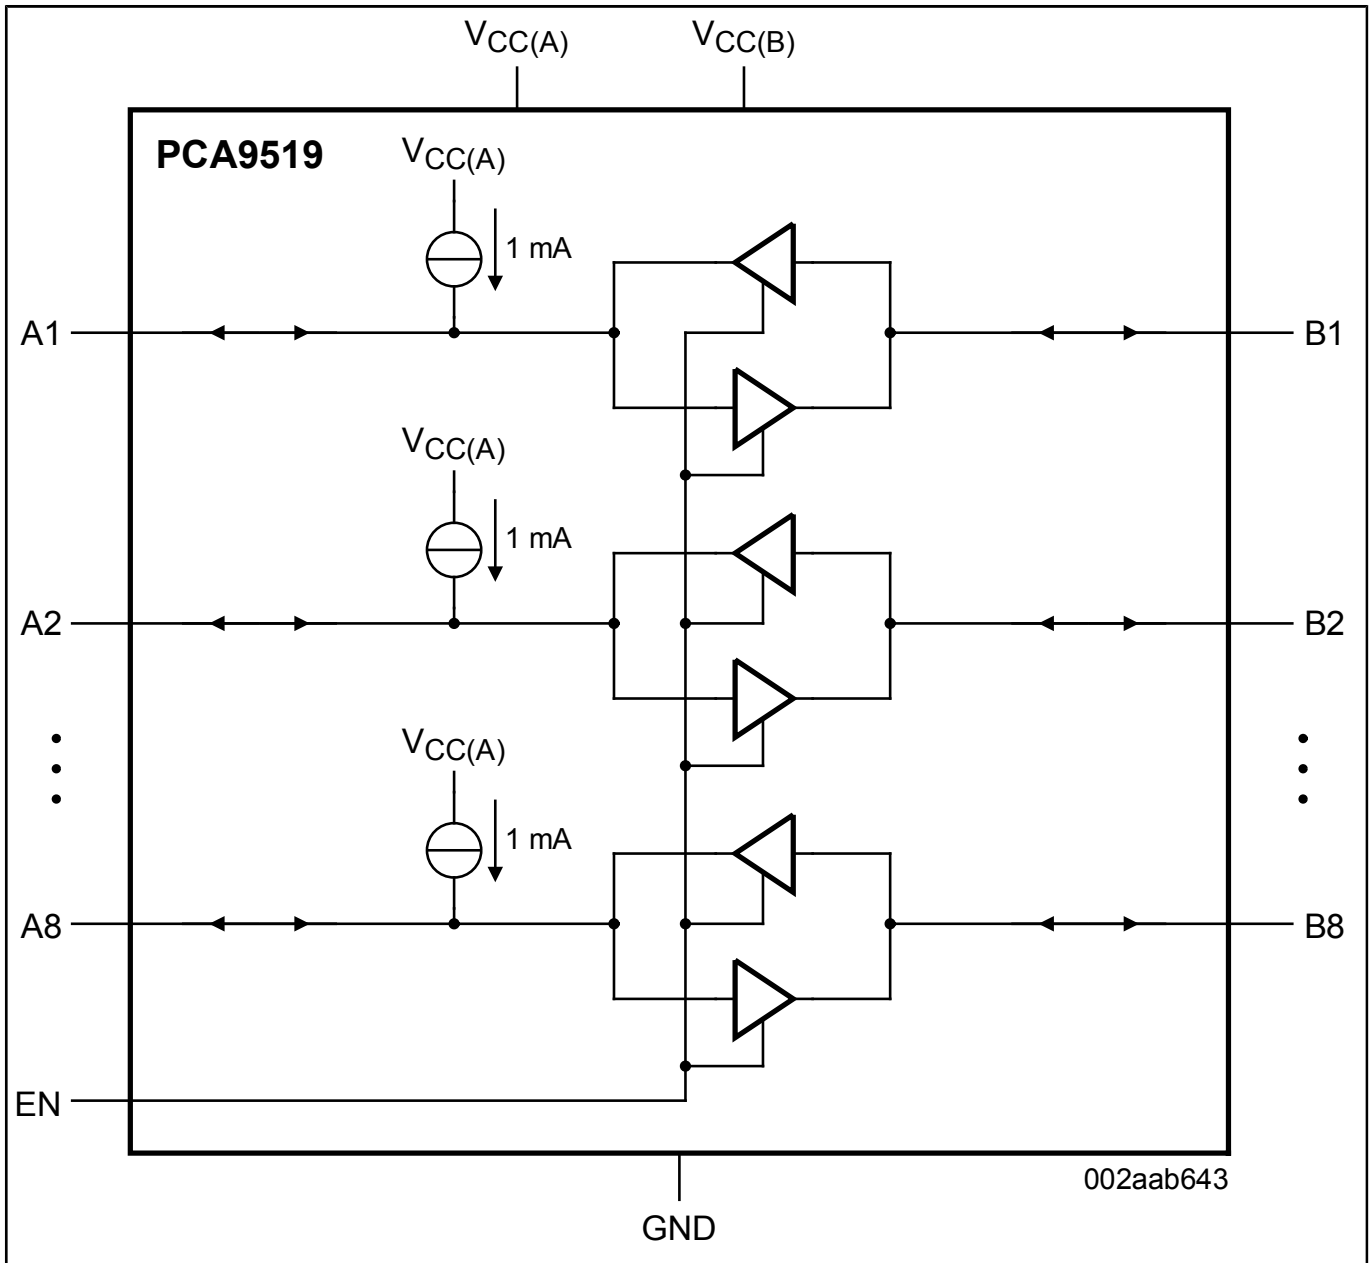 VCC(A) VCC(B)
PCA9519
VCC(A)
1 mA
A1
B1
VCC(A)
1 mA
A2
B2
VCC(A)
1 mA
A8
B8
EN
002aab643
GND